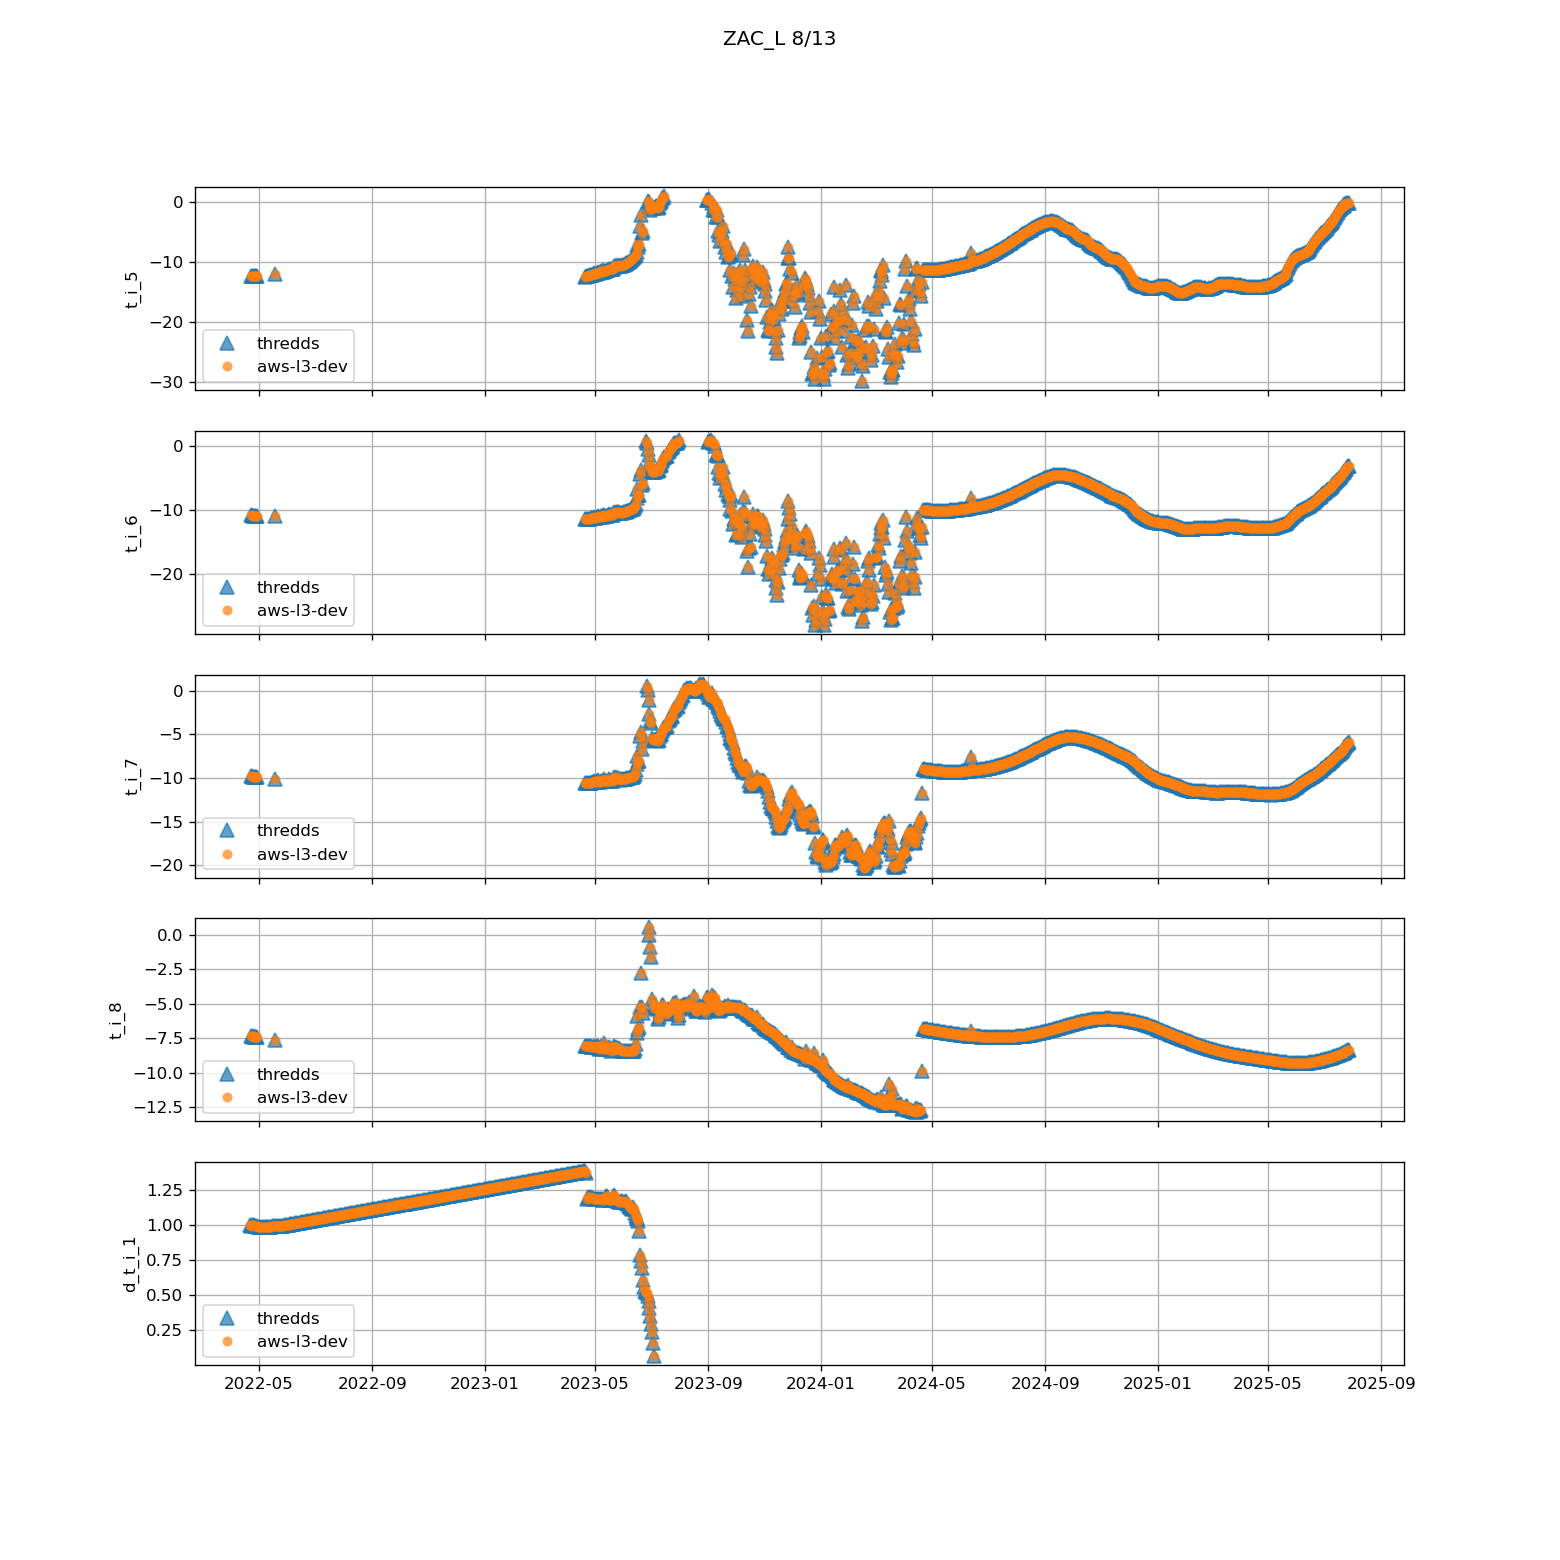 ZAC_L 8/13
0
−10
−20
−30
t_i_5
thredds
aws-l3-dev
0
−10
−20
t_i_6
thredds
aws-l3-dev
0
−5
−10
−15
−20
t_i_7
thredds
aws-l3-dev
0.0
−2.5
−5.0
−7.5
−10.0
−12.5
t_i_8
thredds
aws-l3-dev
1.25
1.00
0.75
0.50
0.25
d_t_i_1
thredds
aws-l3-dev
2022-05 2022-09 2023-01 2023-05 2023-09 2024-01 2024-05 2024-09 2025-01 2025-05 2025-09